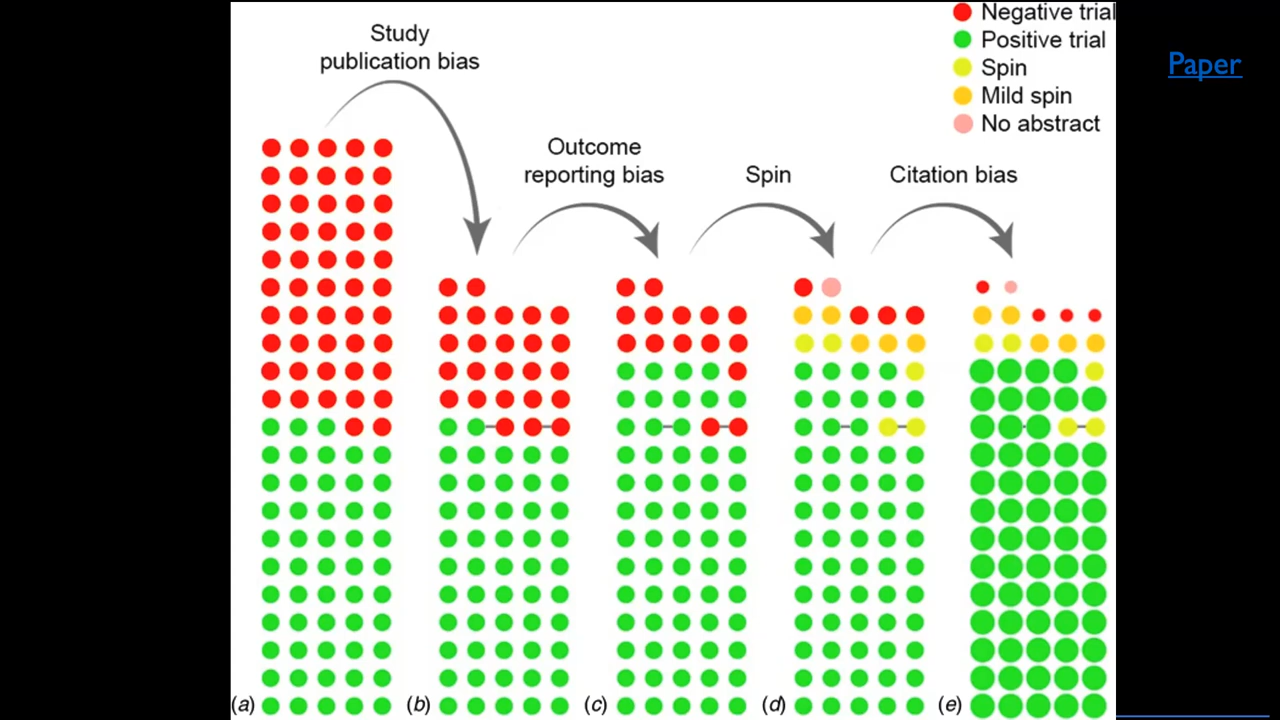 Study
publication bias
Outcome
reporting bias
Spin
Citation bias
Negative trial
Positive trial
Spin
Mild spin
No abstract
Paper
(a)
(b)
(c)
(d)
(e)